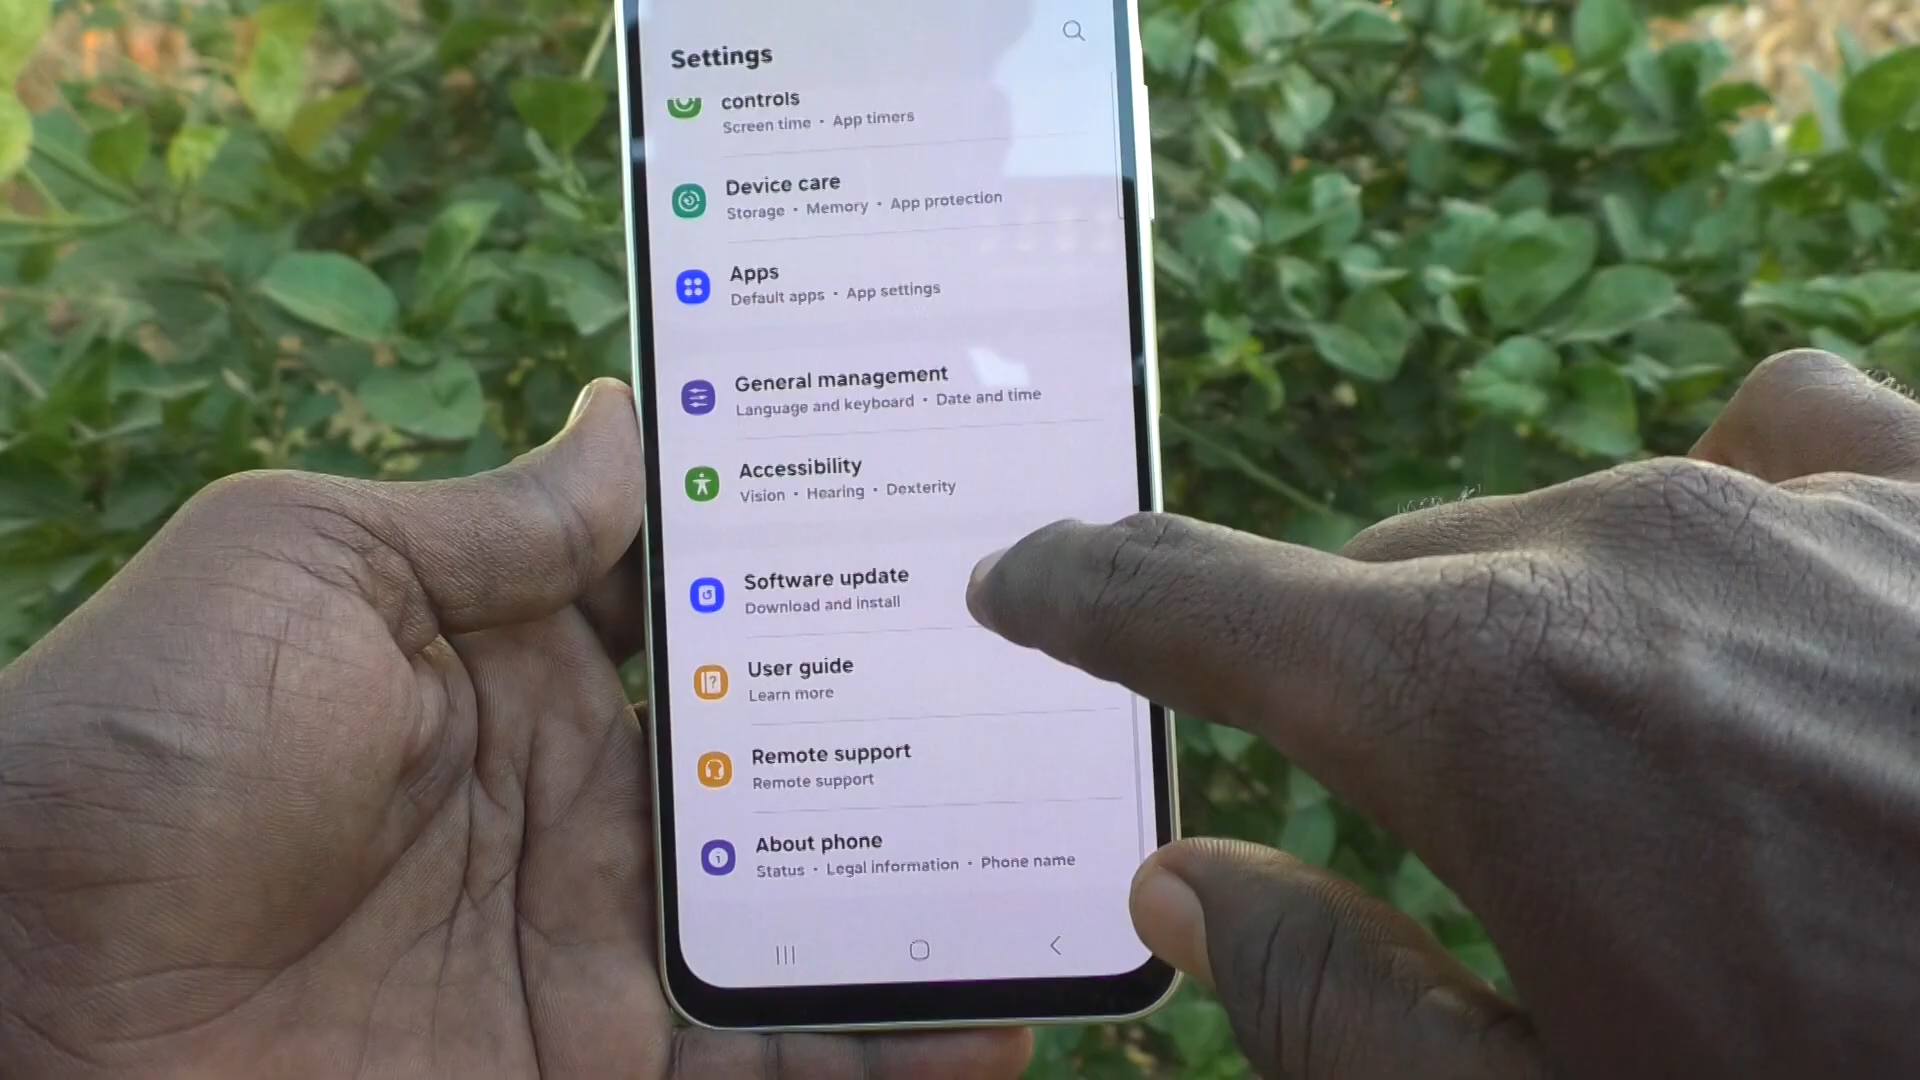 Settings
controls
Screen time • App timers
Device care
Storage • Memory • App protection
Apps
Default apps • App settings
General management
Language and keyboard • Date and time
Accessibility
Vision • Hearing • Dexterity
Software update
Download and install
User guide
Learn more
Remote support
Remote support
About phone
Status • Legal information • Phone name